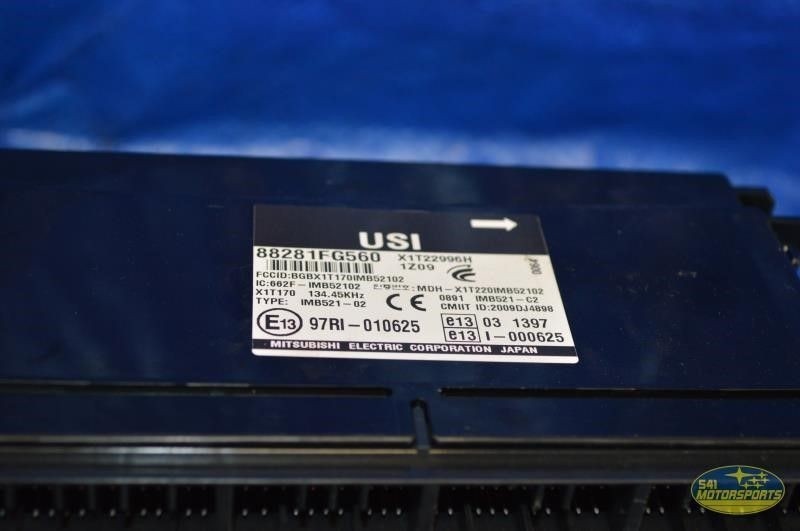 USI
88281FG560 X1T22996H
1Z09
FCCID:BGBX1T170IMB52102
IC:662F-IMB52102 :MDH-X1T220IMB52102
X1T170 134.45KHz CE 0891 IMB521-C2
TYPE: IMB521-02 CMIIT ID:2009DJ4898
E13 97RI-010625 e13 03 1397
e13 I-000625
MITSUBISHI ELECTRIC CORPORATION JAPAN
541
MOTORSPORTS